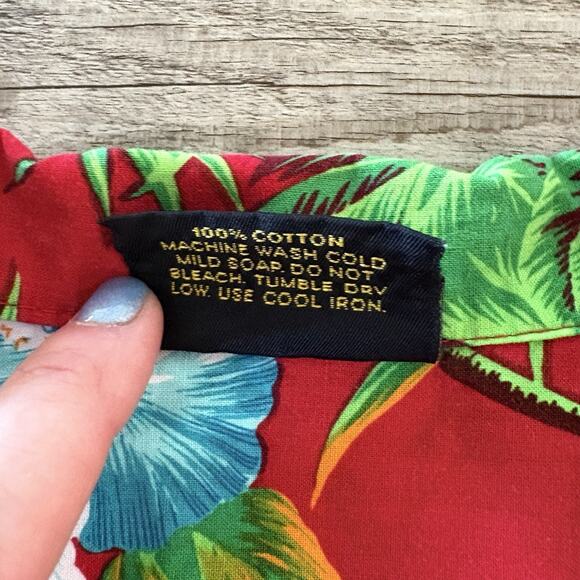 100% COTTON
MACHINE WASH COLD
MILD SOAP. DO NOT
BLEACH. TUMBLE DRY
LOW. USE COOL IRON.